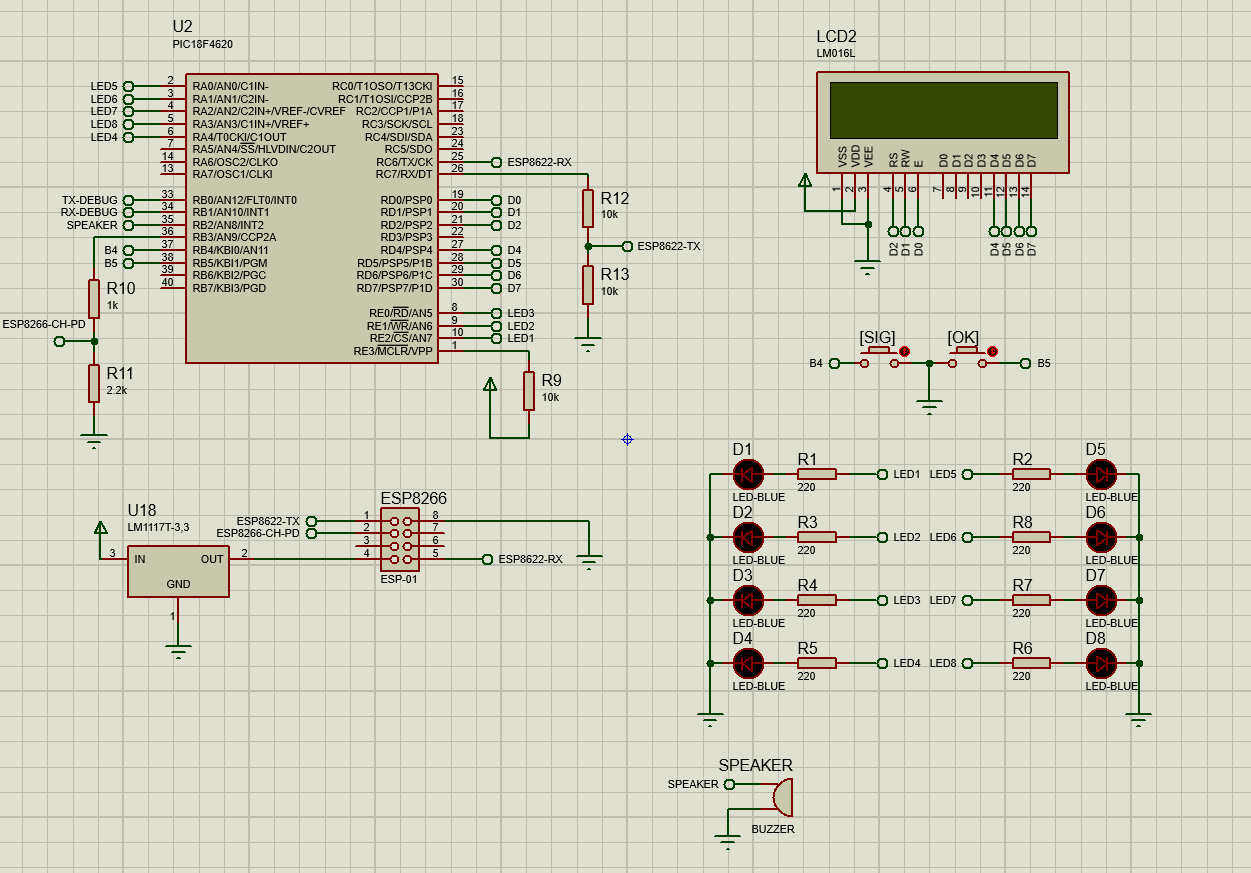 U2
PIC18F4620
LED5 2 RA0/AN0/C1IN- RC0/T1OSO/T13CKI 15
LED6 3 RA1/AN1/C2IN- RC1/T1OSI/CCP2B 16
LED7 4 RA2/AN2/C2IN+/VREF-/CVREF RC2/CCP1/P1A 17
LED8 5 RA3/AN3/C1IN+/VREF+ RC3/SCK/SCL 18
LED4 6 RA4/T0CKI/C1OUT RC4/SDI/SDA 23
7 RA5/AN4/SS/HLVDIN/C2OUT RC5/SDO 24
14 RA6/OSC2/CLKO RC6/TX/CK 25 ESP8622-RX
13 RA7/OSC1/CLKI RC7/RX/DT 26
TX-DEBUG 33 RB0/AN12/FLT0/INT0 RD0/PSP0 19 D0
RX-DEBUG 34 RB1/AN10/INT1 RD1/PSP1 20 D1
SPEAKER 35 RB2/AN8/INT2 RD2/PSP2 21 D2
36 RB3/AN9/CCP2A RD3/PSP3 22
B4 37 RB4/KBI0/AN11 RD4/PSP4 27 D4
B5 38 RB5/KBI1/PGM RD5/PSP5/P1B 28 D5
39 RB6/KBI2/PGC RD6/PSP6/P1C 29 D6
40 RB7/KBI3/PGD RD7/PSP7/P1D 30 D7
RE0/RD/AN5 8 LED3
RE1/WR/AN6 9 LED2
RE2/CS/AN7 10 LED1
RE3/MCLR/VPP 1
R12
10k
ESP8622-TX
R13
10k
R10
1k
ESP8266-CH-PD
R11
2.2k
R9
10k
LCD2
LM016L
VSS VDD VEE RS RW E D0 D1 D2 D3 D4 D5 D6 D7
1 2 3 4 5 6 7 8 9 10 11 12 13 14
D2 D1 D0 D4 D5 D6 D7
[SIG] [OK]
B4 B5
U18
LM1117T-3,3
3 IN OUT 2
GND
1
ESP8266
ESP8622-TX 1 8
ESP8266-CH-PD 2 7
3 6
4 5 ESP8622-RX
ESP-01
D1 R1 R2 D5
LED1 LED5
LED-BLUE 220 220 LED-BLUE
D2 R3 R8 D6
LED2 LED6
LED-BLUE 220 220 LED-BLUE
D3 R4 R7 D7
LED3 LED7
LED-BLUE 220 220 LED-BLUE
D4 R5 R6 D8
LED4 LED8
LED-BLUE 220 220 LED-BLUE
SPEAKER
SPEAKER
BUZZER